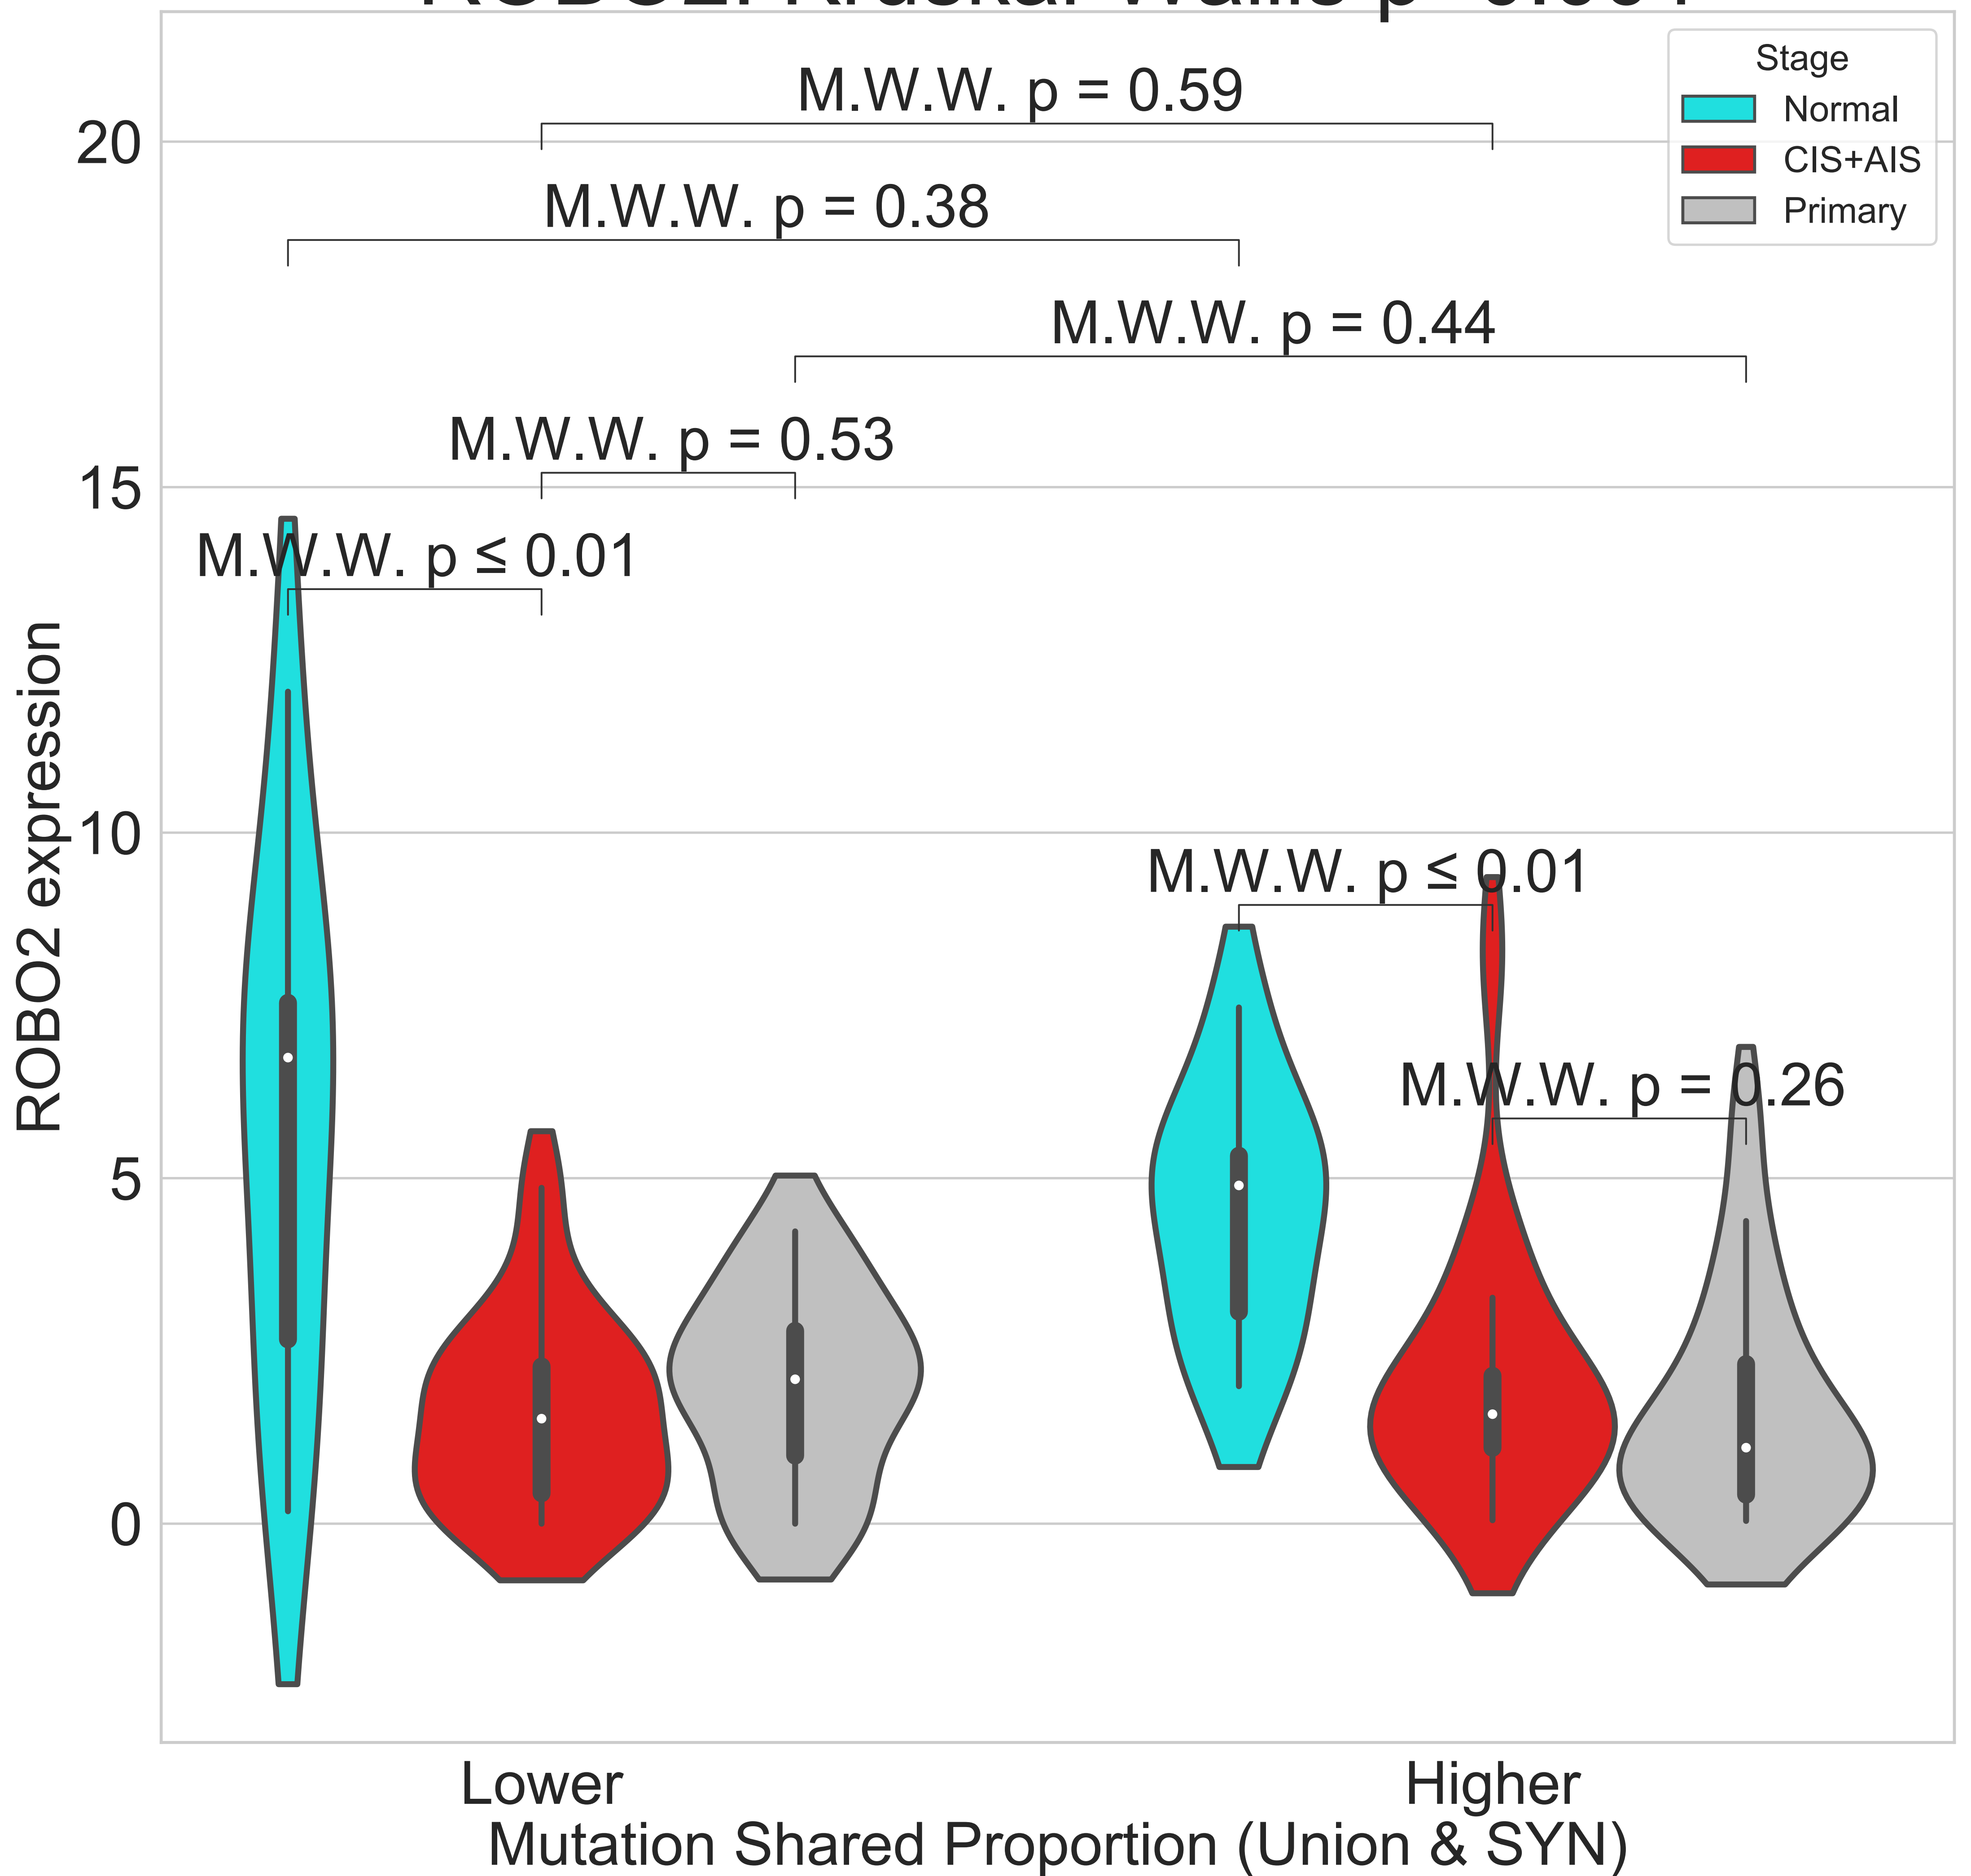 M.W.W. p = 0.59
Stage
Normal
CIS+AIS
Primary
20
M.W.W. p = 0.38
M.W.W. p = 0.44
M.W.W. p = 0.53
15
M.W.W. p ≤ 0.01
10
M.W.W. p ≤ 0.01
M.W.W. p = 0.26
5
0
ROBO2 expression
Lower
Higher
Mutation Shared Proportion (Union & SYN)